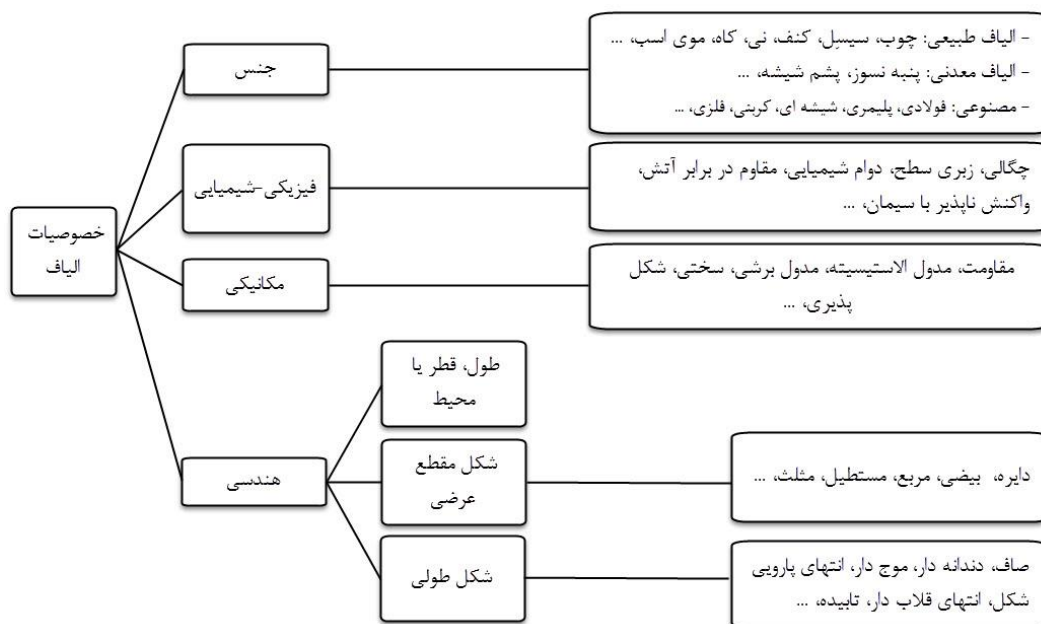 خصوصیات
الیاف
جنس
- الیاف طبیعی: چوب، سیسِل، کنف، نی، کاه، موی اسب، ...
- الیاف معدنی: پنبه نسوز، پشم شیشه، ...
- مصنوعی: فولادی، پلیمری، شیشه ای، کربنی، فلزی، ...
فیزیکی-شیمیایی
چگالی، زبری سطح، دوام شیمیایی، مقاوم در برابر آتش،
واکنش ناپذیر با سیمان، ...
مکانیکی
مقاومت، مدول الاستیسیته، مدول برشی، سختی، شکل
پذیری، ...
هندسی
طول، قطر یا
محیط
شکل مقطع
عرضی
دایره، بیضی، مربع، مستطیل، مثلث، ...
شکل طولی
صاف، دندانه دار، موج دار، انتهای پارویی
شکل، انتهای قلاب دار، تابیده، ...